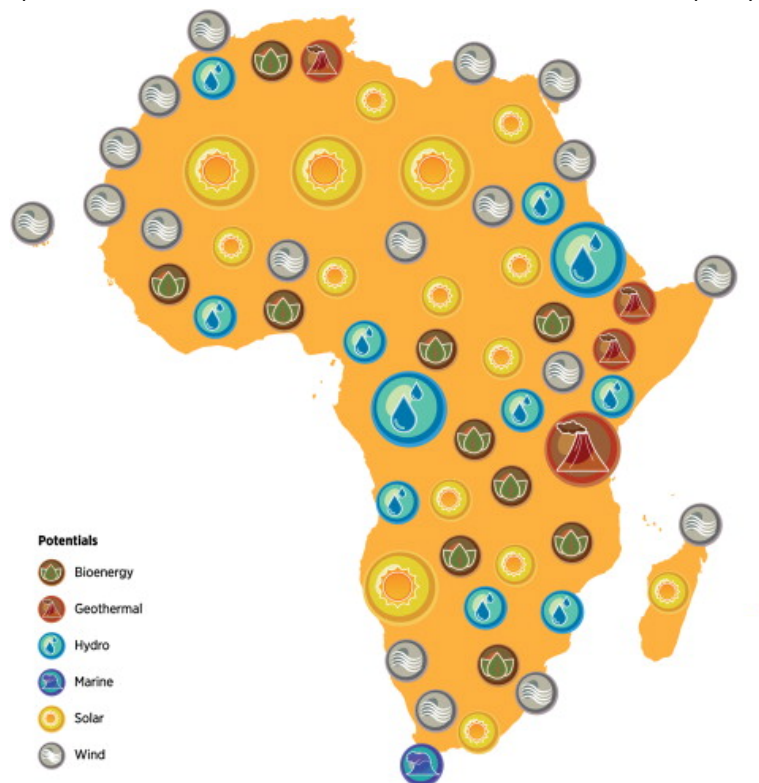 Potentials
Bioenergy
Geothermal
Hydro
Marine
Solar
Wind